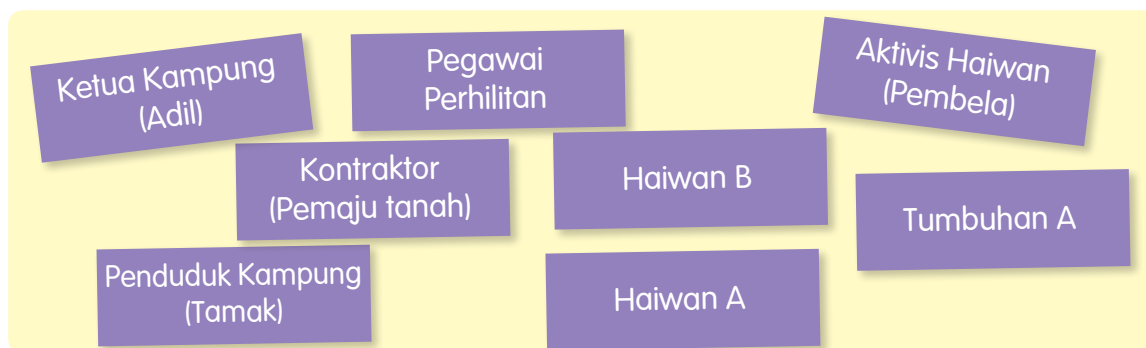 Ketua Kampung
(Adil)
Pegawai
Perhilitan
Aktivis Haiwan
(Pembela)
Kontraktor
(Pemaju tanah)
Haiwan B
Tumbuhan A
Penduduk Kampung
(Tamak)
Haiwan A